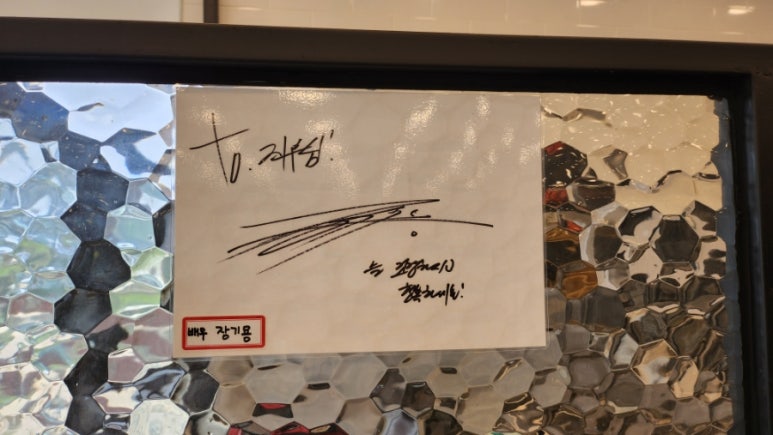 to.
늘 건강하시고
행복하세요!
배우 장기용